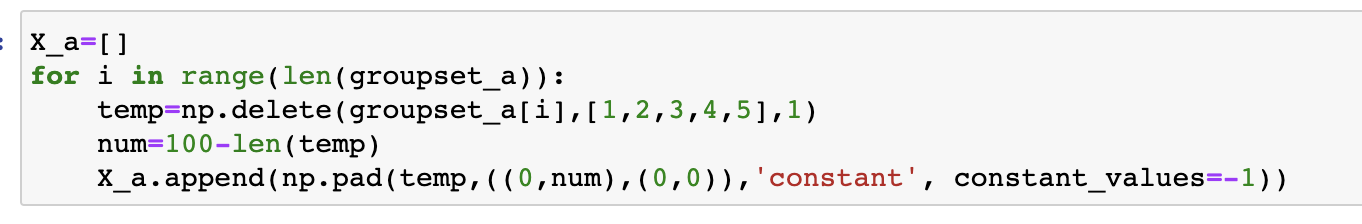 :
X_a=[]
for i in range(len(groupset_a)):
    temp=np.delete(groupset_a[i],[1,2,3,4,5],1)
    num=100-len(temp)
    X_a.append(np.pad(temp,((0,num),(0,0)),'constant', constant_values=-1))